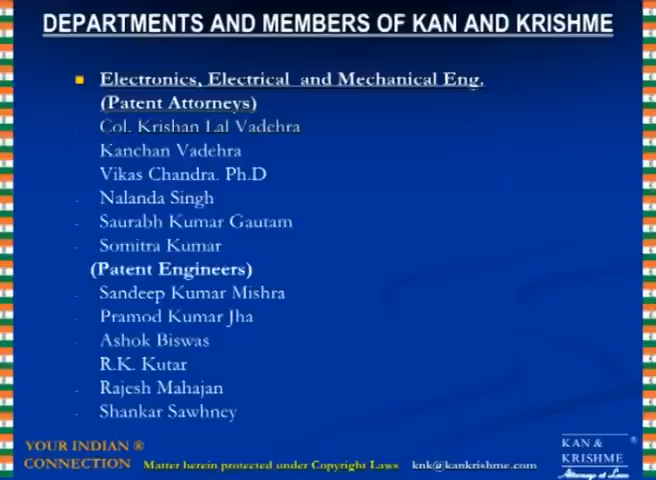 DEPARTMENTS AND MEMBERS OF KAN AND KRISHME
Electronics, Electrical and Mechanical Eng.
(Patent Attorneys)
- Col. Krishan Lal Vadehra
- Kanchan Vadehra
Vikas Chandra. Ph.D
- Nalanda Singh
- Saurabh Kumar Gautam
- Somitra Kumar
(Patent Engineers)
- Sandeep Kumar Mishra
- Pramod Kumar Jha
- Ashok Biswas
R.K. Kutar
- Rajesh Mahajan
- Shankar Sawhney
YOUR INDIAN ®
CONNECTION
Matter herein protected under Copyright Laws knk@kankrishme.com
KAN & ®
KRISHME
Attorneys at Law